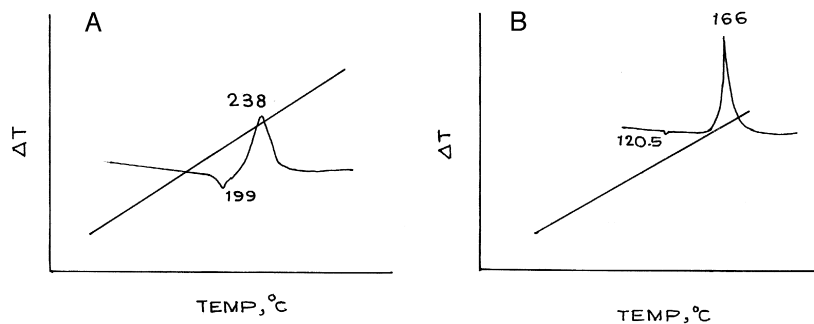 A
238
199
ΔT
TEMP, °C
B
166
120.5
ΔT
TEMP, °C